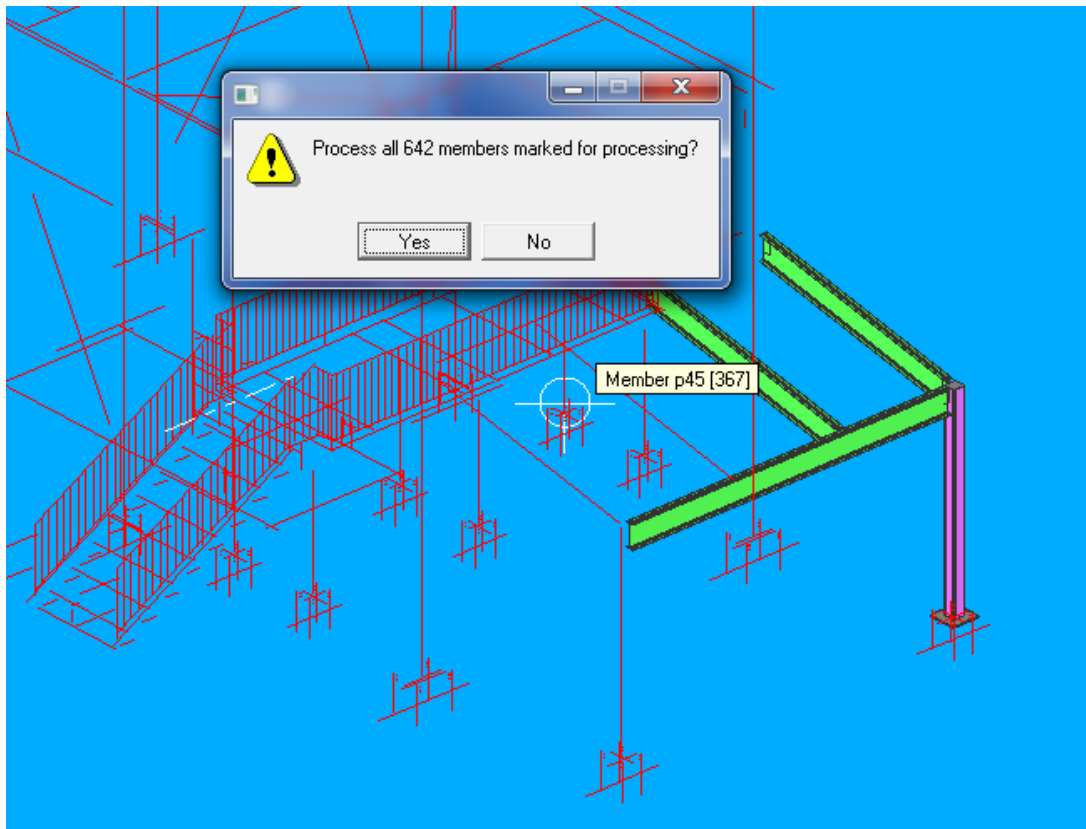 Process all 642 members marked for processing?
Yes
No
Member p45 [367]